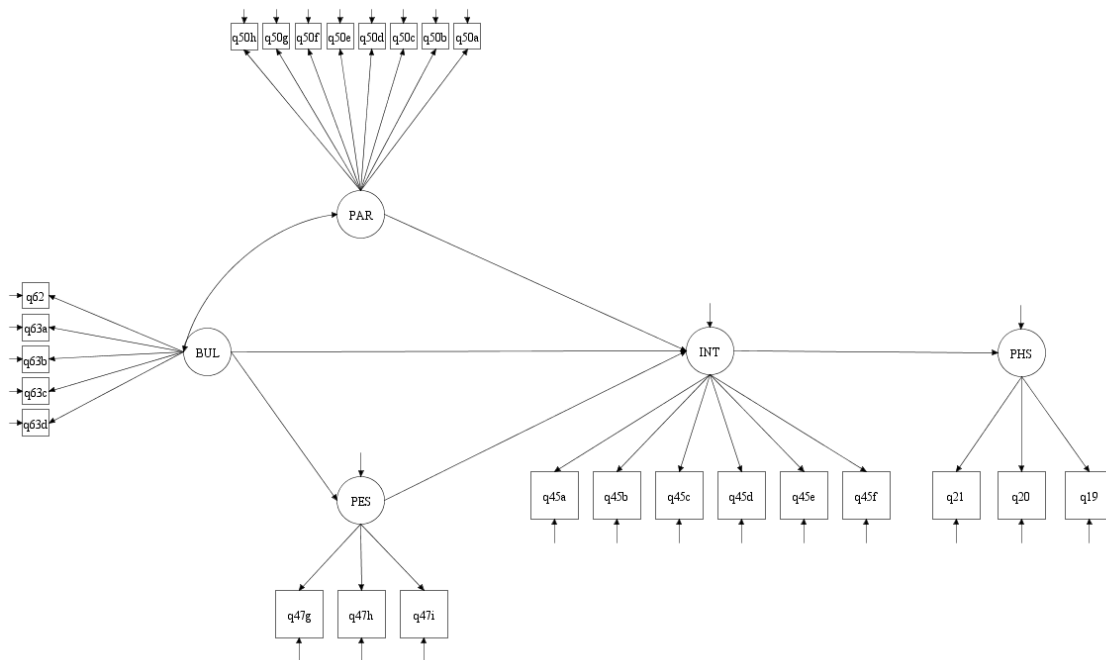 q50h q50g q50f q50e q50d q50c q50b q50a
PAR
q62
q63a
q63b
q63c
q63d
BUL
INT
PHS
PES
q45a q45b q45c q45d q45e q45f
q21 q20 q19
q47g q47h q47i